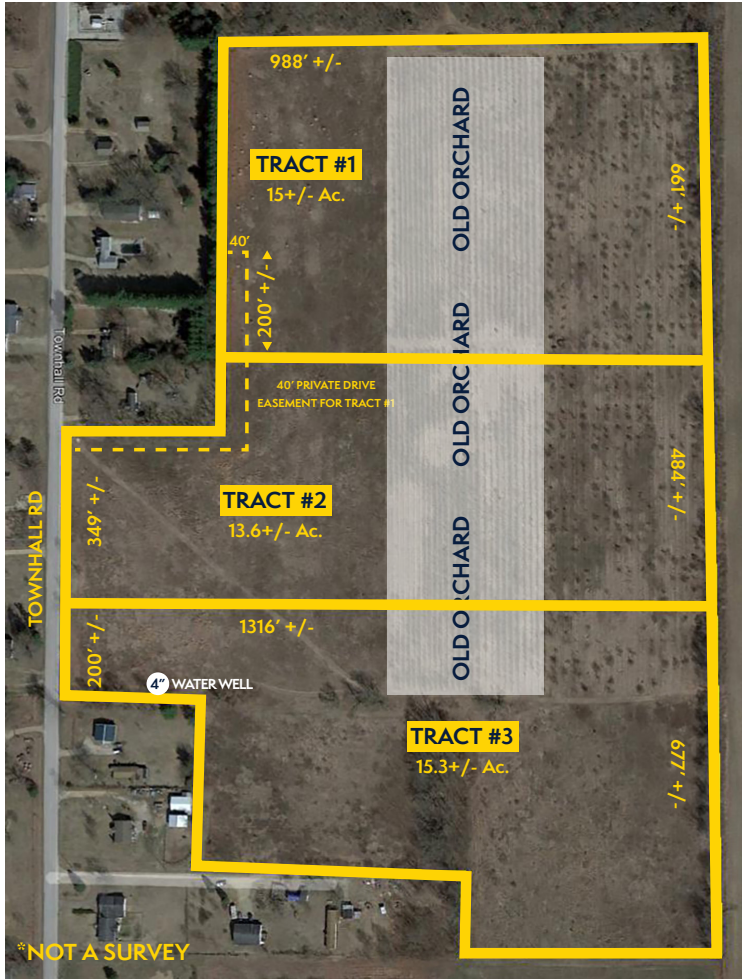 988' +/-
TRACT #1
15+/- Ac.
OLD ORCHARD
661' +/-
40'
200' +/-
Townhall Rd
40' PRIVATE DRIVE
EASEMENT FOR TRACT #1
OLD ORCHARD
484' +/-
349' +/-
TRACT #2
13.6+/- Ac.
TOWNHALL RD
OLD ORCHARD
200' +/-
1316' +/-
4" WATER WELL
TRACT #3
15.3+/- Ac.
677' +/-
*NOT A SURVEY